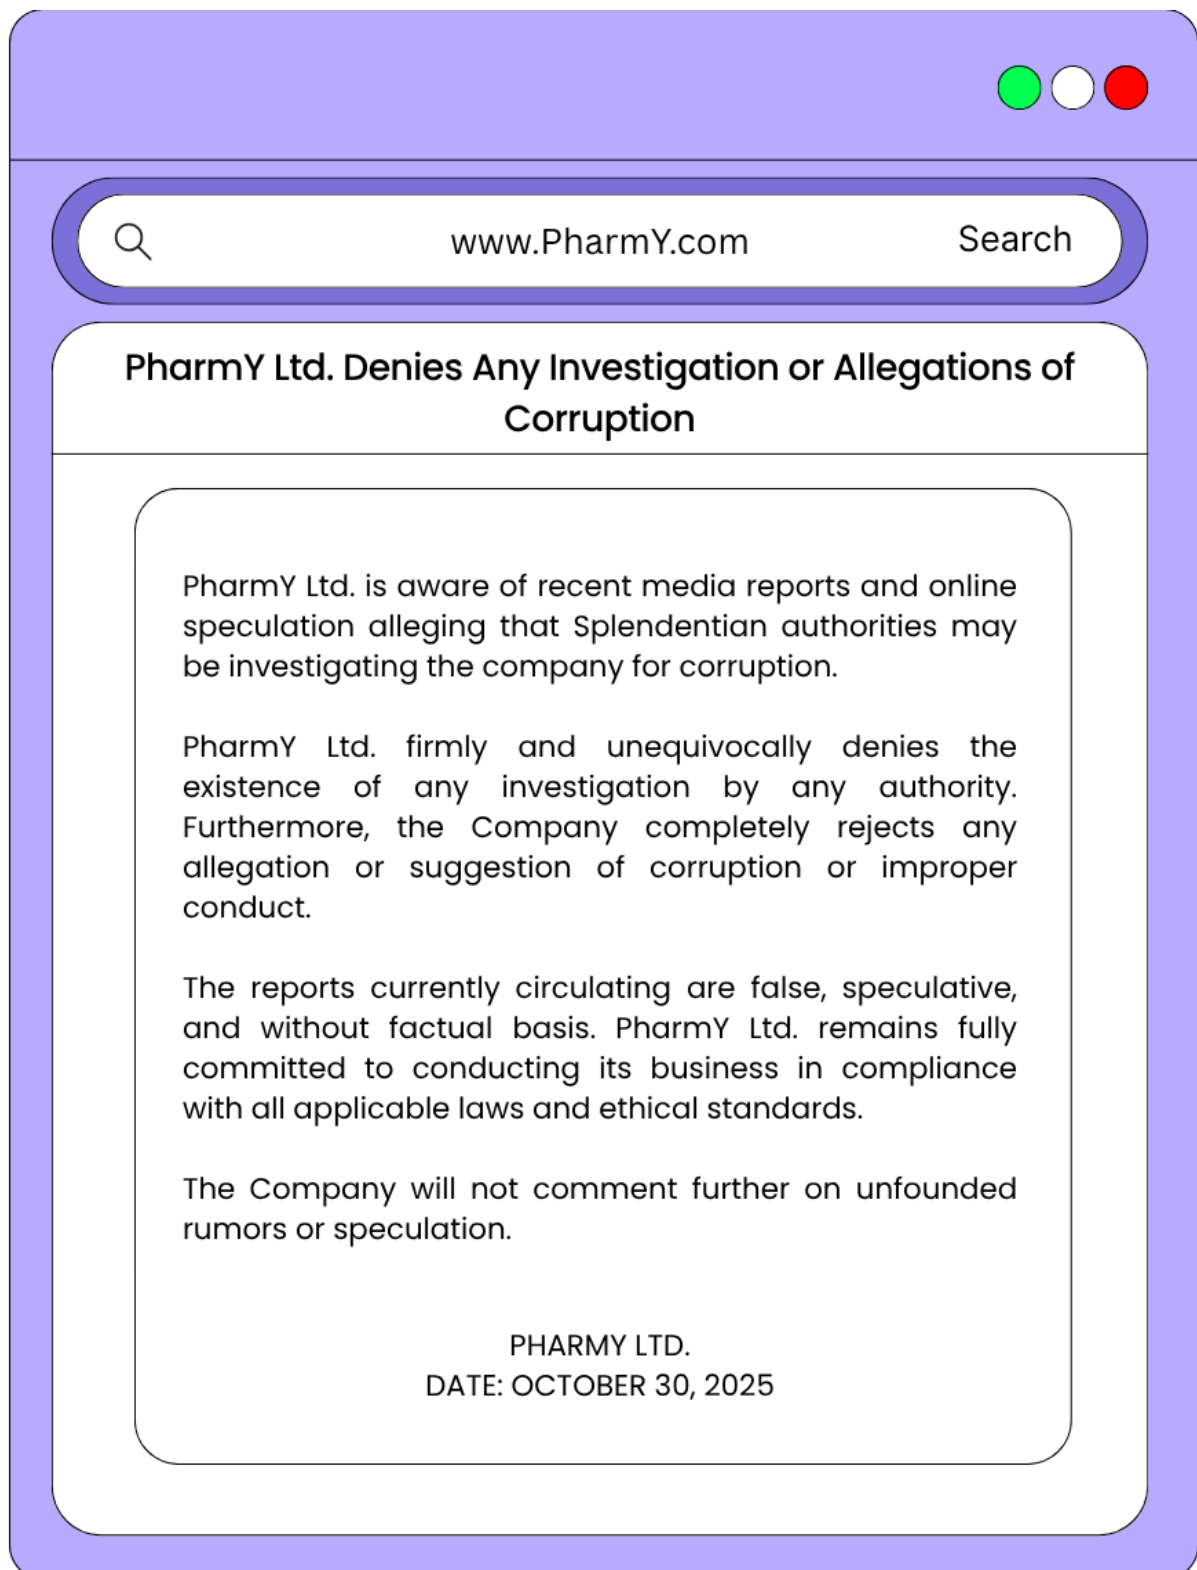 www.PharmY.com Search
PharmY Ltd. Denies Any Investigation or Allegations of
Corruption
PharmY Ltd. is aware of recent media reports and online
speculation alleging that Splendentian authorities may
be investigating the company for corruption.
PharmY Ltd. firmly and unequivocally denies the
existence of any investigation by any authority.
Furthermore, the Company completely rejects any
allegation or suggestion of corruption or improper
conduct.
The reports currently circulating are false, speculative,
and without factual basis. PharmY Ltd. remains fully
committed to conducting its business in compliance
with all applicable laws and ethical standards.
The Company will not comment further on unfounded
rumors or speculation.
PHARMY LTD.
DATE: OCTOBER 30, 2025